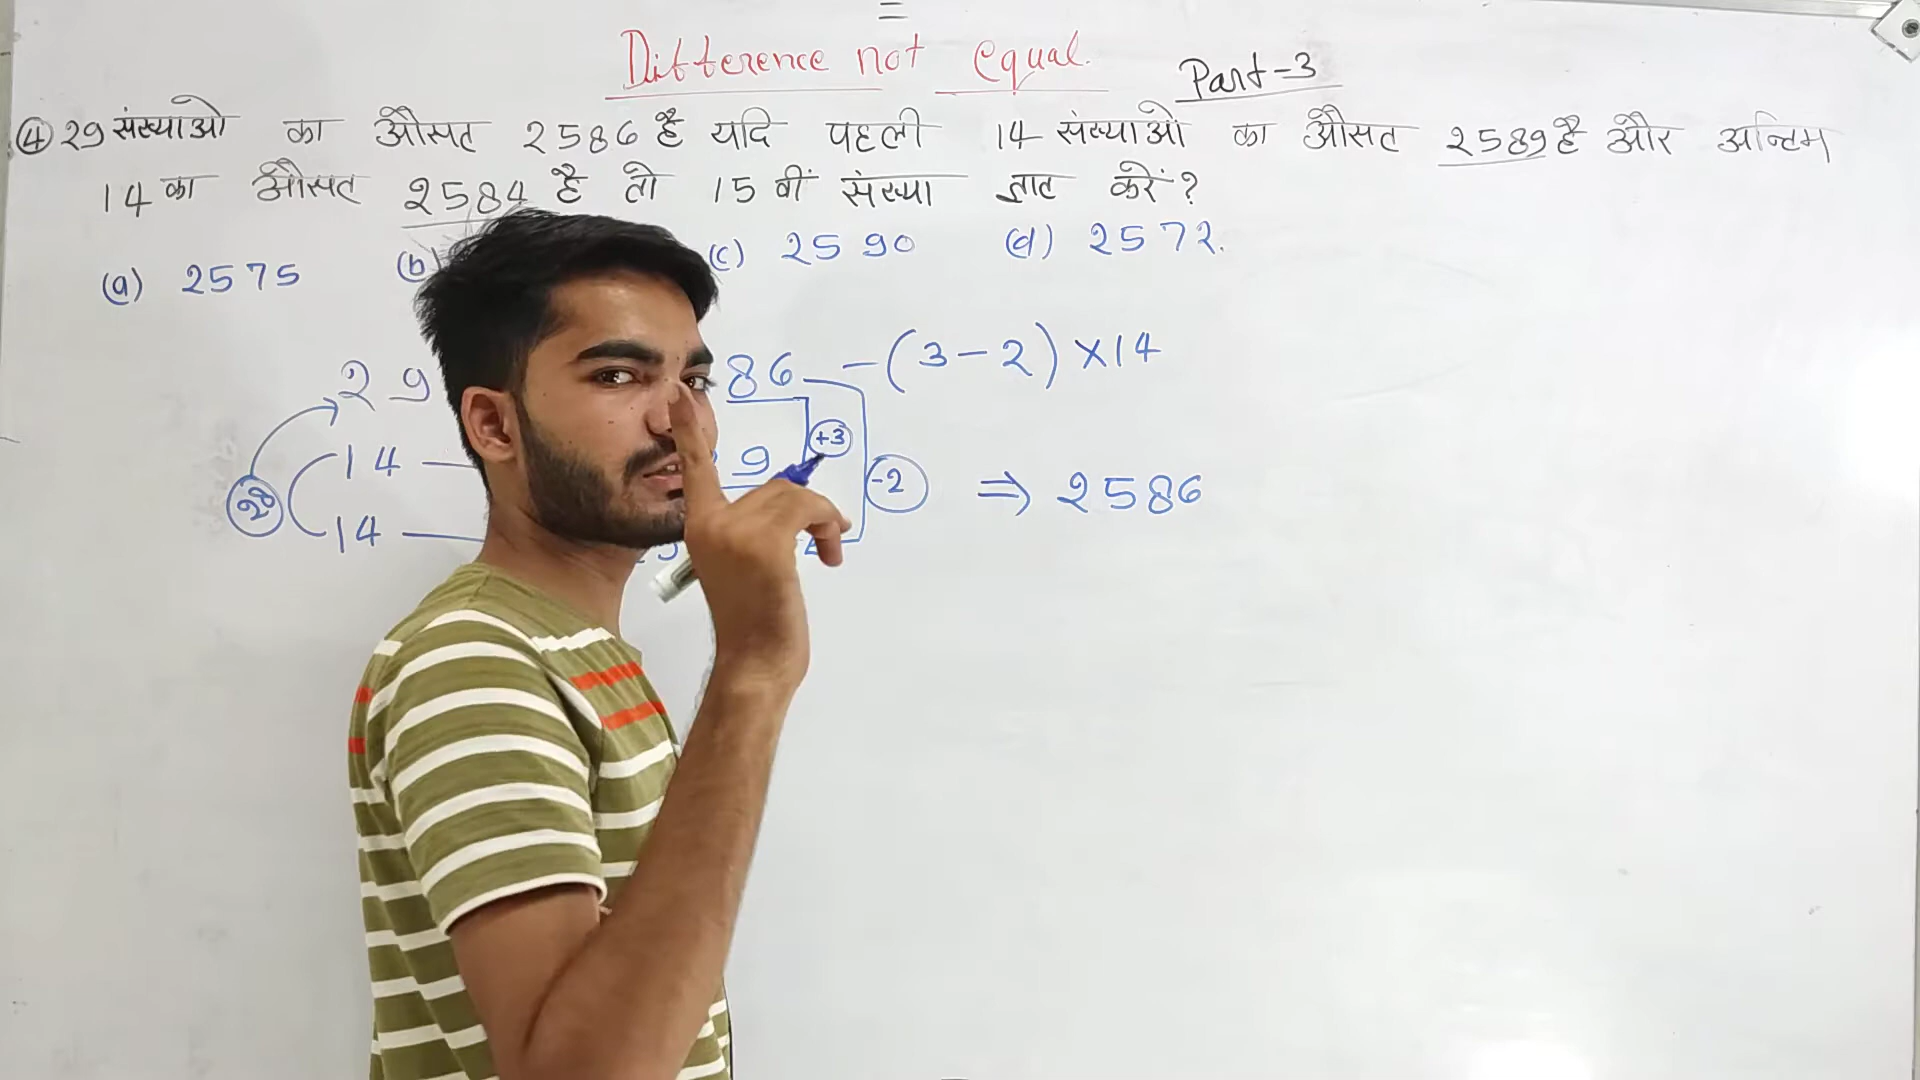 Difference not equal.
Part-3
④ 29 संख्याओ का औसत 2586 है यदि पहली 14 संख्याओ का औसत 2589 है और अन्तिम
14 का औसत 2584 है तो 15 वीं संख्या ज्ञात करें?
(a) 2575 (b) (c) 2590 (d) 2572.
29 86 -(3-2)×14
+3
14 9
28 -2 ⇒ 2586
14